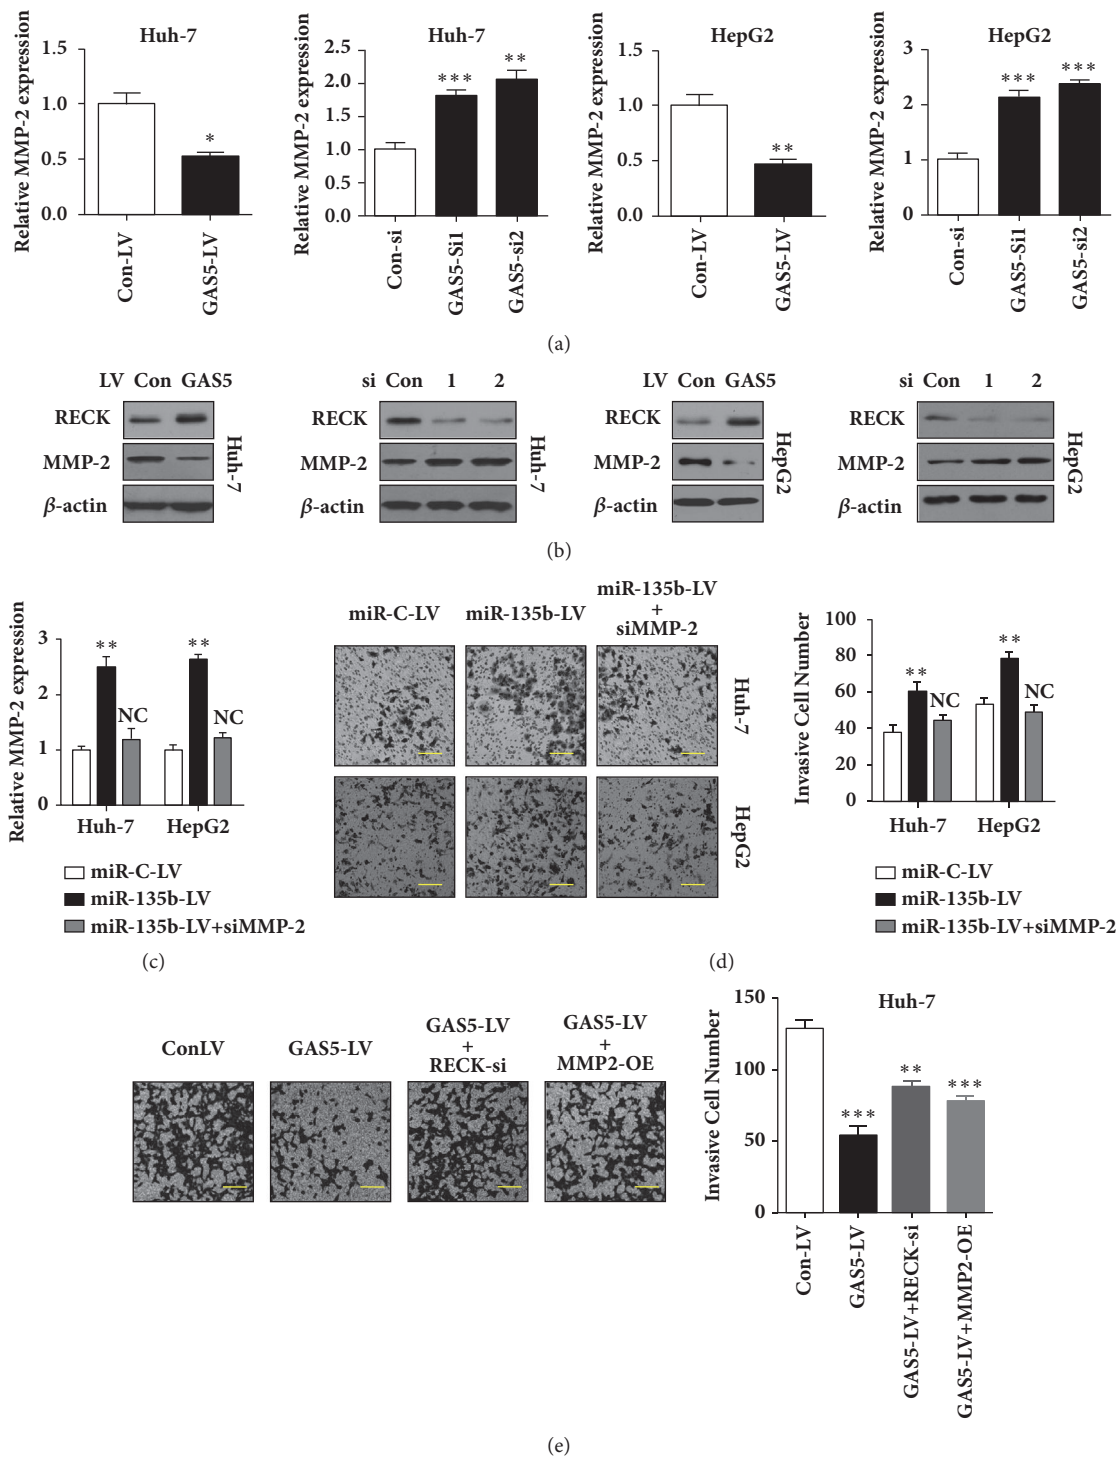 Huh-7
Relative MMP-2 expression
1.5
1.0
0.5
0.0
*
Con-LV
GAS5-LV
Huh-7
Relative MMP-2 expression
2.5
2.0
1.5
1.0
0.5
0.0
***
**
Con-si
GAS5-Si1
GAS5-si2
HepG2
Relative MMP-2 expression
1.5
1.0
0.5
0.0
**
Con-LV
GAS5-LV
HepG2
Relative MMP-2 expression
3
2
1
0
***
***
Con-si
GAS5-Si1
GAS5-si2
(a)
LV Con GAS5
RECK
MMP-2
β-actin
Huh-7
si Con 1 2
RECK
MMP-2
β-actin
Huh-7
LV Con GAS5
RECK
MMP-2
β-actin
HepG2
si Con 1 2
RECK
MMP-2
β-actin
HepG2
(b)
Relative MMP-2 expression
3
2
1
0
**
NC
**
NC
Huh-7
HepG2
miR-C-LV
miR-135b-LV
miR-135b-LV+siMMP-2
(c)
miR-C-LV
miR-135b-LV
miR-135b-LV
+
siMMP-2
Huh-7
HepG2
Invasive Cell Number
100
80
60
40
20
0
**
NC
**
NC
Huh-7
HepG2
miR-C-LV
miR-135b-LV
miR-135b-LV+siMMP-2
(d)
ConLV
GAS5-LV
GAS5-LV
+
RECK-si
GAS5-LV
+
MMP2-OE
Huh-7
Invasive Cell Number
150
100
50
0
***
**
***
Con-LV
GAS5-LV
GAS5-LV+RECK-si
GAS5-LV+MMP2-OE
(e)